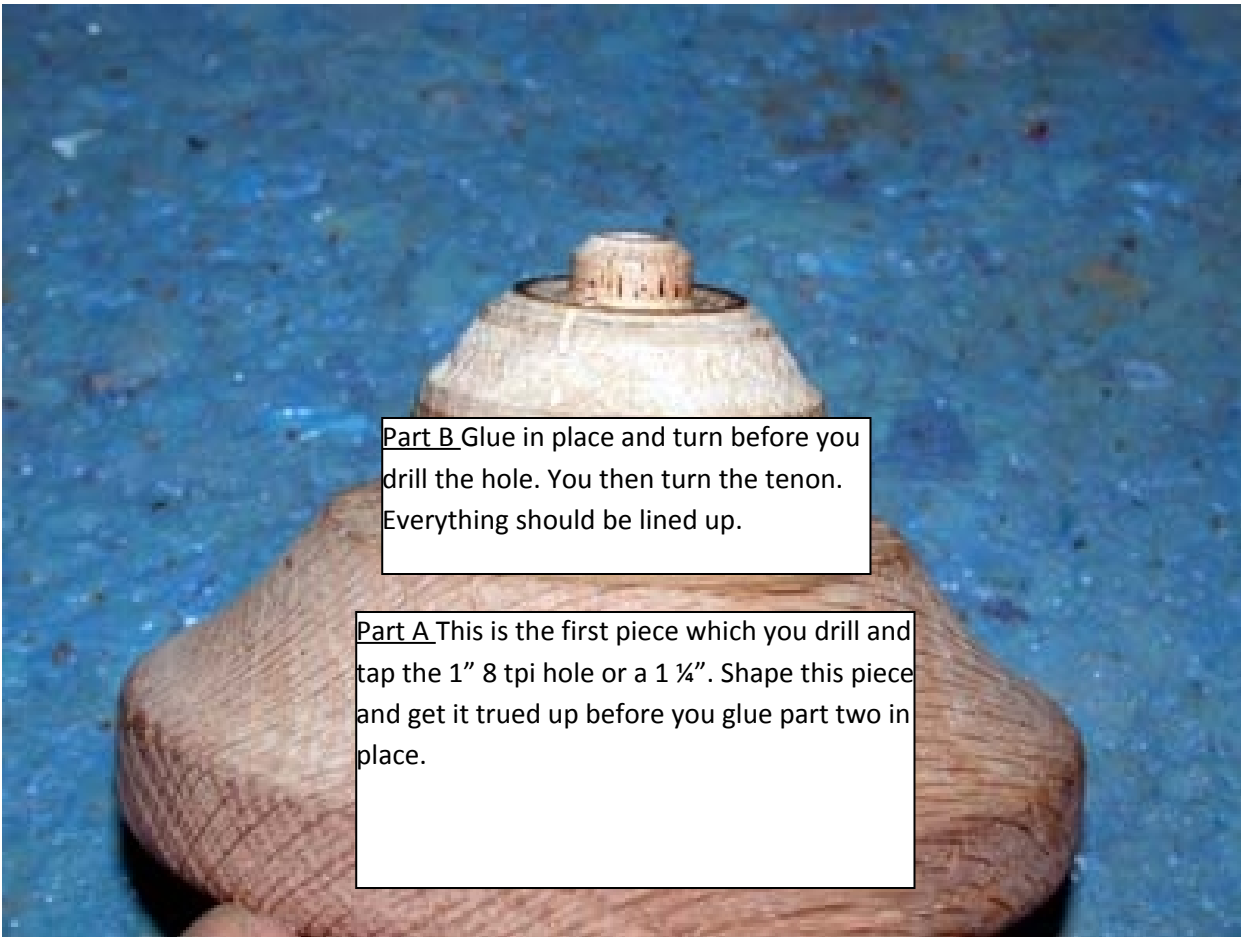 Part B Glue in place and turn before you
drill the hole. You then turn the tenon.
Everything should be lined up.
Part A This is the first piece which you drill and
tap the 1” 8 tpi hole or a 1 ¼”. Shape this piece
and get it trued up before you glue part two in
place.